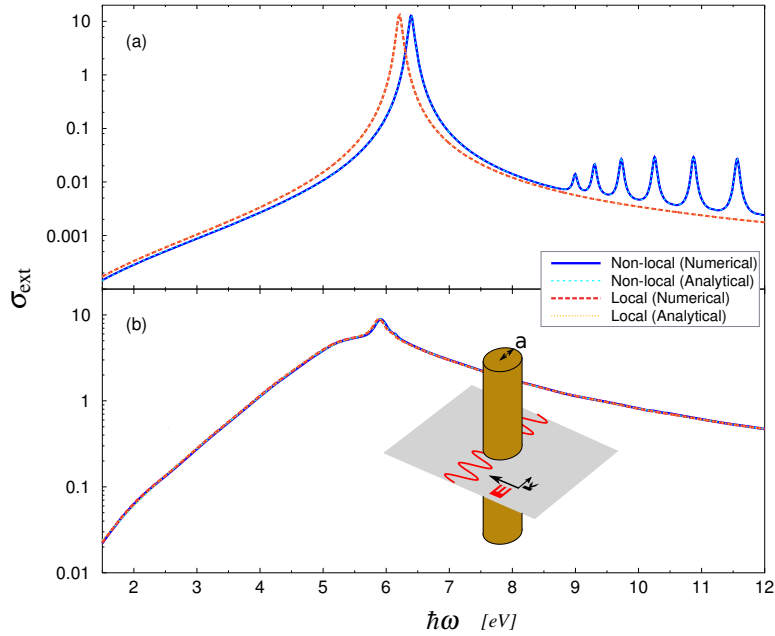 10
(a)
1
0.1
0.01
0.001
Non-local (Numerical)
Non-local (Analytical)
Local (Numerical)
Local (Analytical)
σext
10
(b)
a
1
E
k
0.1
0.01
2 3 4 5 6 7 8 9 10 11 12
ħω [eV]